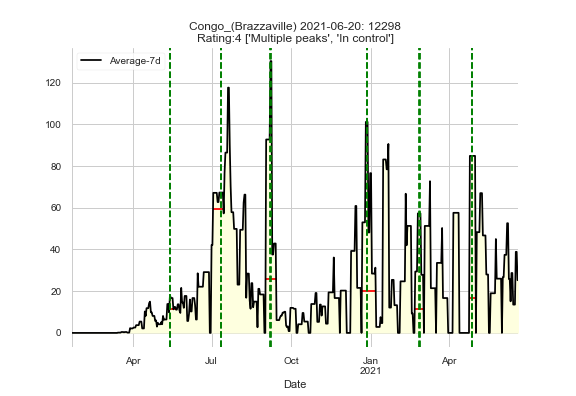 Congo_(Brazzaville) 2021-06-20: 12298
Rating:4 ['Multiple peaks', 'In control']
Average-7d
120
100
80
60
40
20
0
Apr
Jul
Oct
Jan
2021
Apr
Date